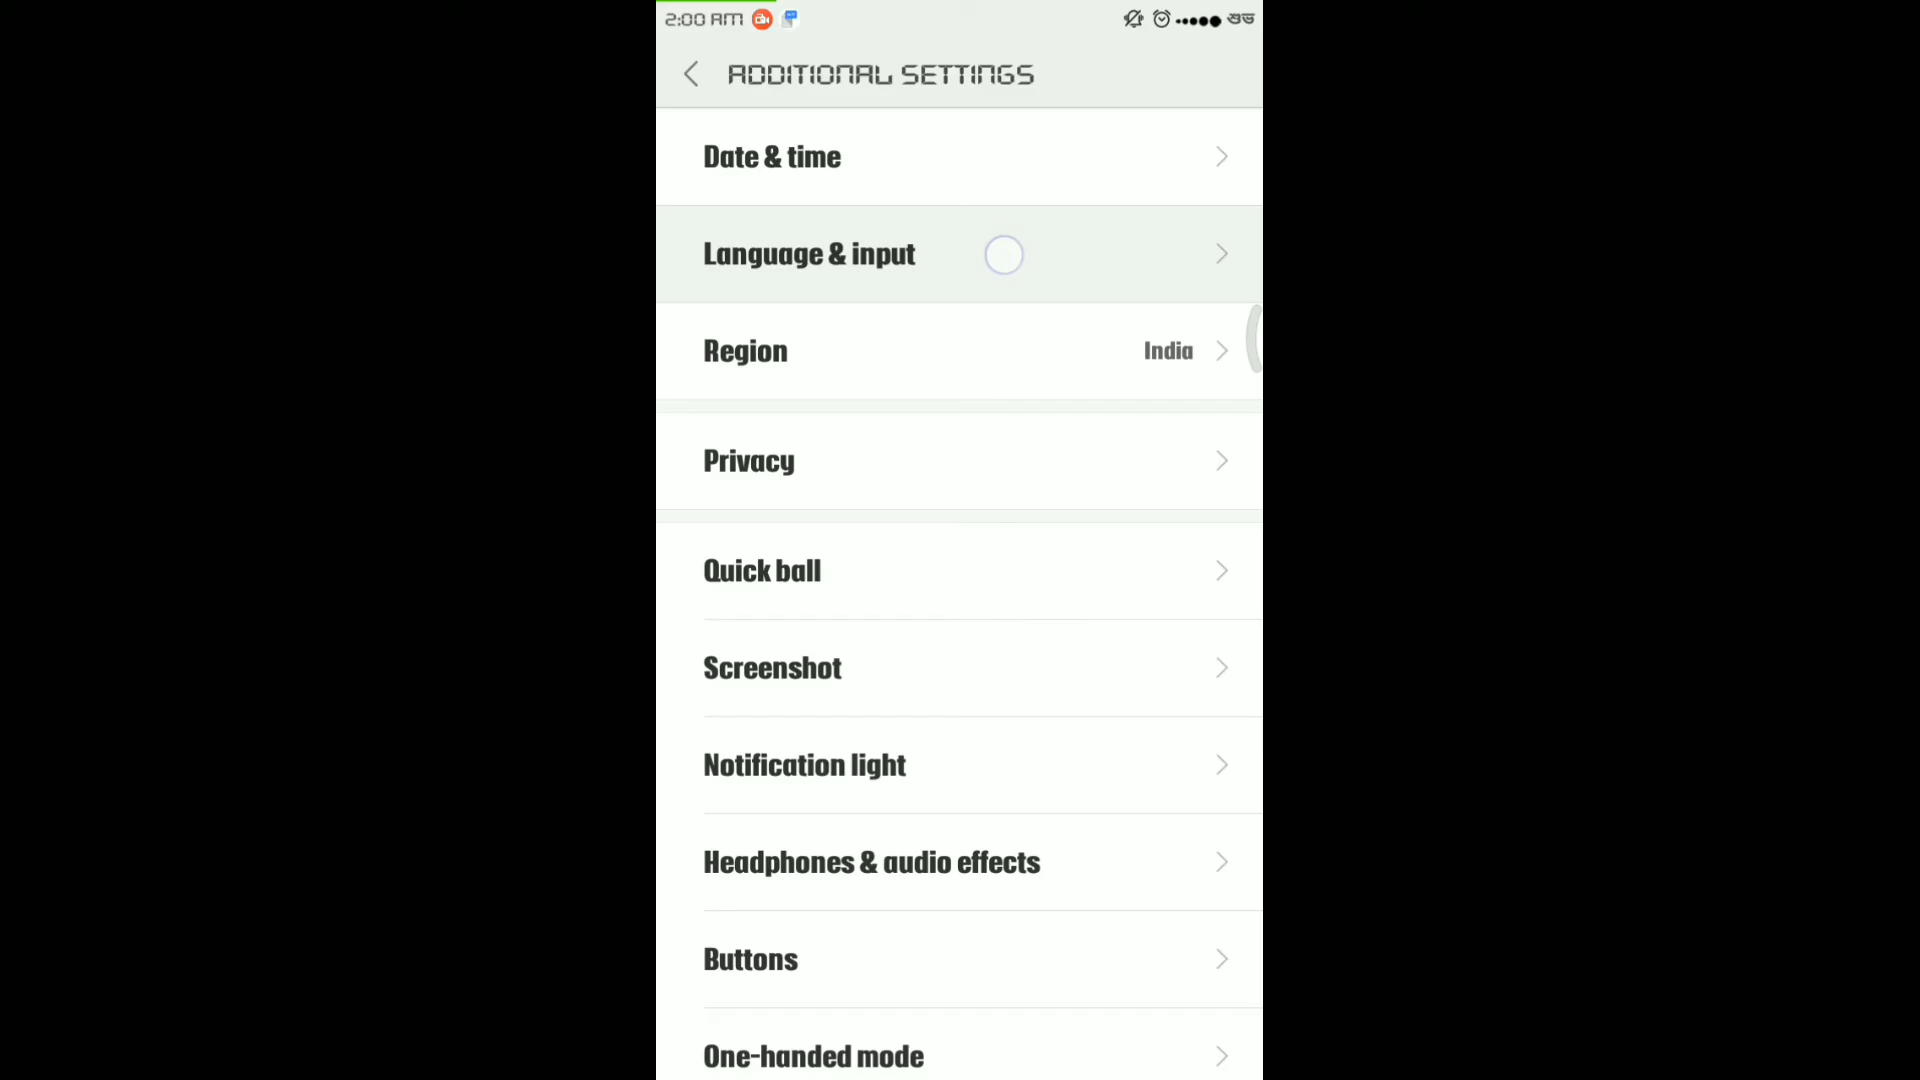 2:00 AM শুভ
ADDITIONAL SETTINGS
Date & time
Language & input
Region India
Privacy
Quick ball
Screenshot
Notification light
Headphones & audio effects
Buttons
One-handed mode